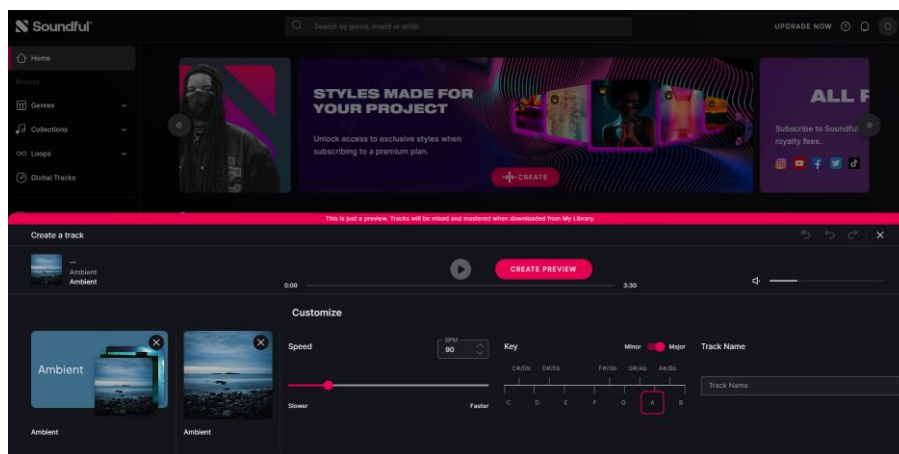 Soundful
Search by genre, mood or artist
UPGRADE NOW
D
Home
Browse
Genres
Collections
Loops
Global Tracks
STYLES MADE FOR
YOUR PROJECT
Unlock access to exclusive styles when
subscribing to a premium plan.
CREATE
ALL F
Subscribe to Soundful
royalty fees.
This is just a preview. Tracks will be mixed and mastered when downloaded from My Library.
Create a track
--
Ambient
Ambient
0:00
CREATE PREVIEW
3:30
Ambient
Ambient
Ambient
Customize
Speed
BPM
90
Slower
Faster
Key
Minor
Major
C#/Db D#/Eb F#/Gb G#/Ab A#/Bb
C D E F G A B
Track Name
Track Name